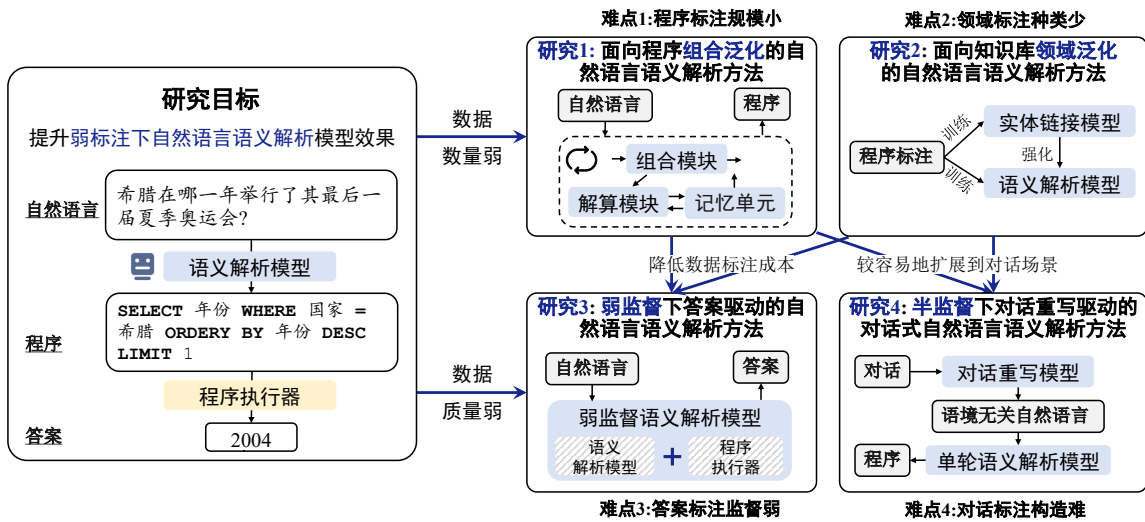 研究目标
提升弱标注下自然语言语义解析模型效果
自然语言
希腊在哪一年举行了其最后一
届夏季奥运会?
语义解析模型
程序
SELECT 年份 WHERE 国家 =
希腊 ORDERY BY 年份 DESC
LIMIT 1
程序执行器
答案
2004
数据
数量弱
数据
质量弱
难点1:程序标注规模小
研究1: 面向程序组合泛化的自
然语言语义解析方法
自然语言
程序
组合模块
解算模块
记忆单元
难点2:领域标注种类少
研究2: 面向知识库领域泛化
的自然语言语义解析方法
程序标注
训练
训练
实体链接模型
强化
语义解析模型
降低数据标注成本
较容易地扩展到对话场景
研究3: 弱监督下答案驱动的自
然语言语义解析方法
自然语言
答案
弱监督语义解析模型
语义
解析模型
+
程序
执行器
难点3:答案标注监督弱
研究4: 半监督下对话重写驱动的
对话式自然语言语义解析方法
对话
对话重写模型
语境无关自然语言
程序
单轮语义解析模型
难点4:对话标注构造难